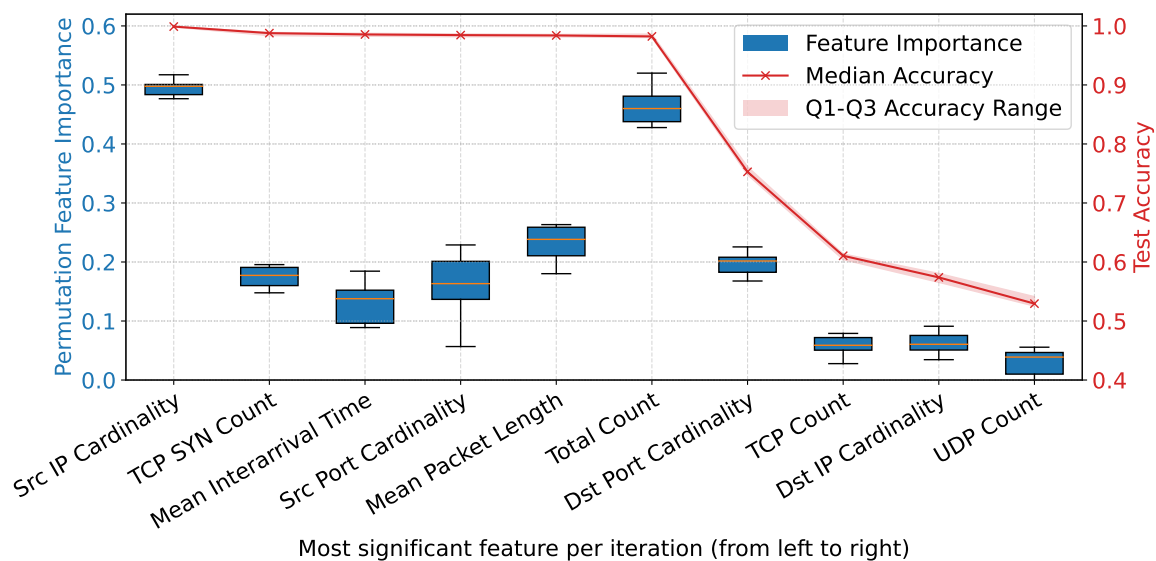 Permutation Feature Importance
0.6
0.5
0.4
0.3
0.2
0.1
0.0
Feature Importance
Median Accuracy
Q1-Q3 Accuracy Range
1.0
0.9
0.8
0.7
0.6
0.5
0.4
Test Accuracy
Src IP Cardinality
TCP SYN Count
Mean Interarrival Time
Src Port Cardinality
Mean Packet Length
Total Count
Dst Port Cardinality
TCP Count
Dst IP Cardinality
UDP Count
Most significant feature per iteration (from left to right)